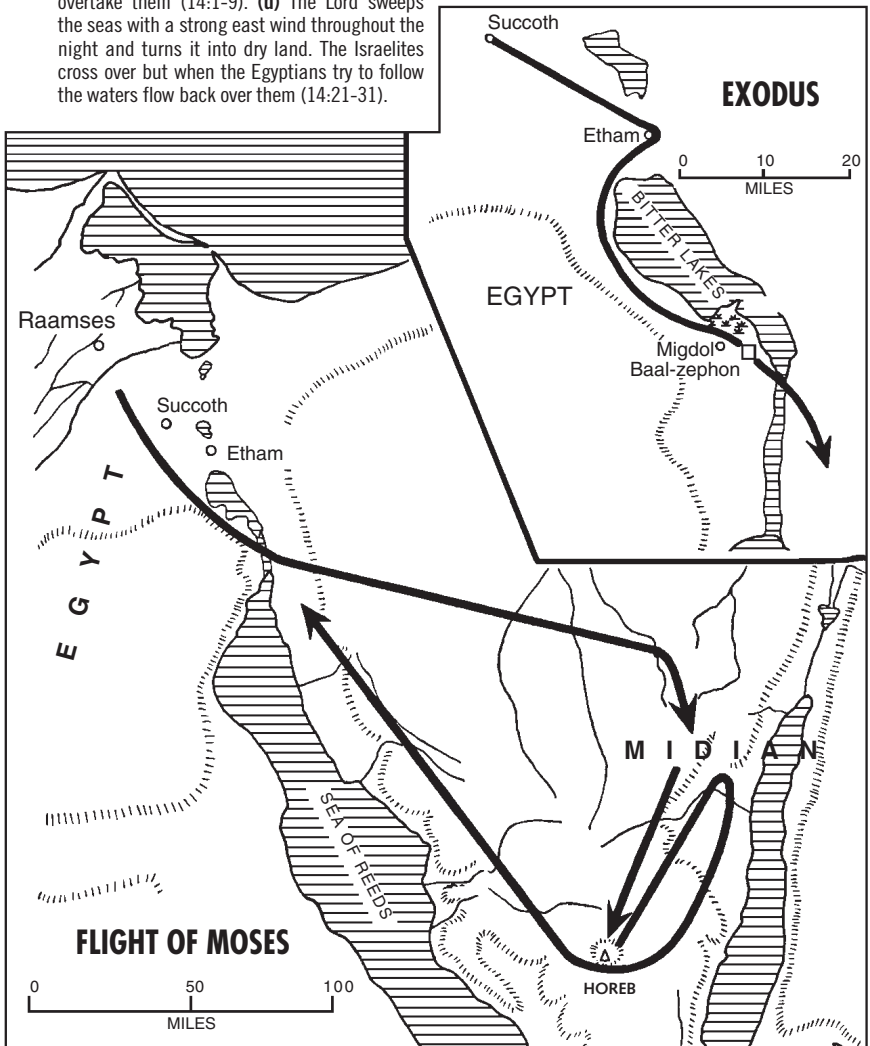 overtake them (14:1-9). (d) The Lord sweeps
the seas with a strong east wind throughout the
night and turns it into dry land. The Israelites
cross over but when the Egyptians try to follow
the waters flow back over them (14:21-31).
Succoth
EXODUS
Etham
0 10 20
MILES
BITTER LAKES
EGYPT
Migdol
Baal-zephon
Raamses
Succoth
Etham
EGYPT
MIDIAN
SEA OF REEDS
FLIGHT OF MOSES
HOREB
0 50 100
MILES